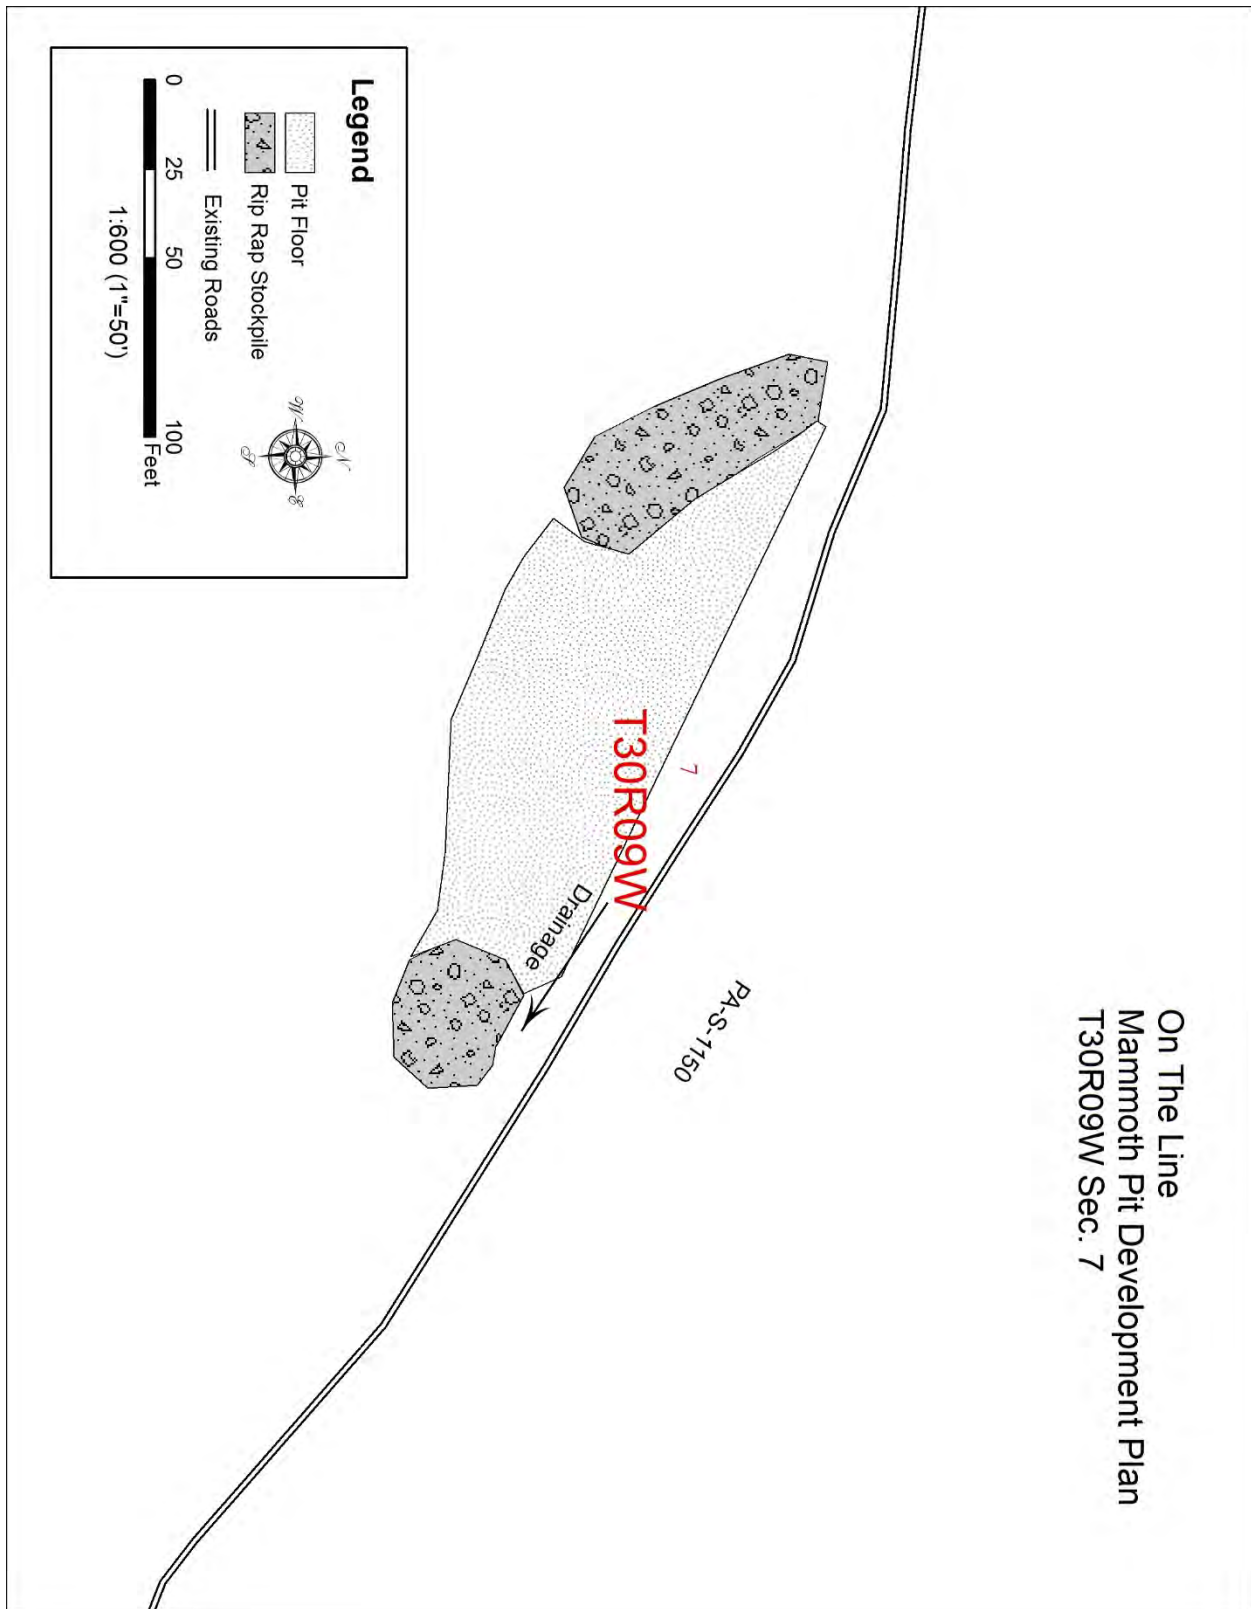 On The Line
Mammoth Pit Development Plan
T30R09W Sec. 7
PA-S-1150
7
T30R09W
Drainage
Legend
Pit Floor
Rip Rap Stockpile
Existing Roads
N
W
E
S
0 25 50 100
Feet
1:600 (1"=50')